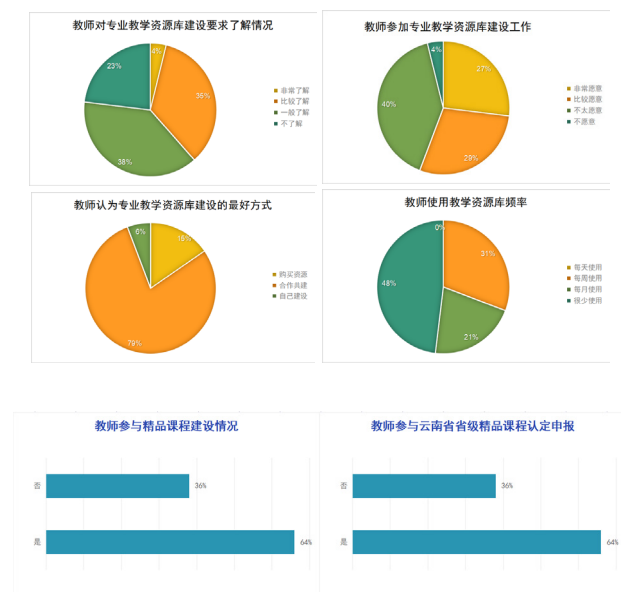 教师对专业教学资源库建设要求了解情况
4%
35%
38%
23%
非常了解
比较了解
一般了解
不了解
教师参加专业教学资源库建设工作
27%
29%
40%
4%
非常愿意
比较愿意
不太愿意
不愿意
教师认为专业教学资源库建设的最好方式
15%
79%
6%
购买资源
合作共建
自己建设
教师使用教学资源库频率
0%
31%
21%
48%
每天使用
每周使用
每月使用
很少使用
教师参与精品课程建设情况
否
36%
是
64%
教师参与云南省省级精品课程认定申报
否
36%
是
64%